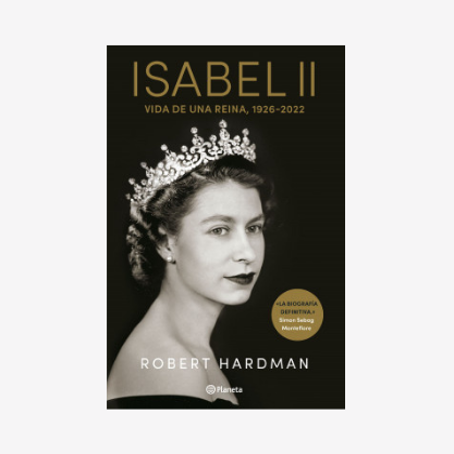 ISABEL II
VIDA DE UNA REINA, 1926-2022
«LA BIOGRAFÍA
DEFINITIVA.»
Simon Sebag
Montefiore
ROBERT HARDMAN
Planeta